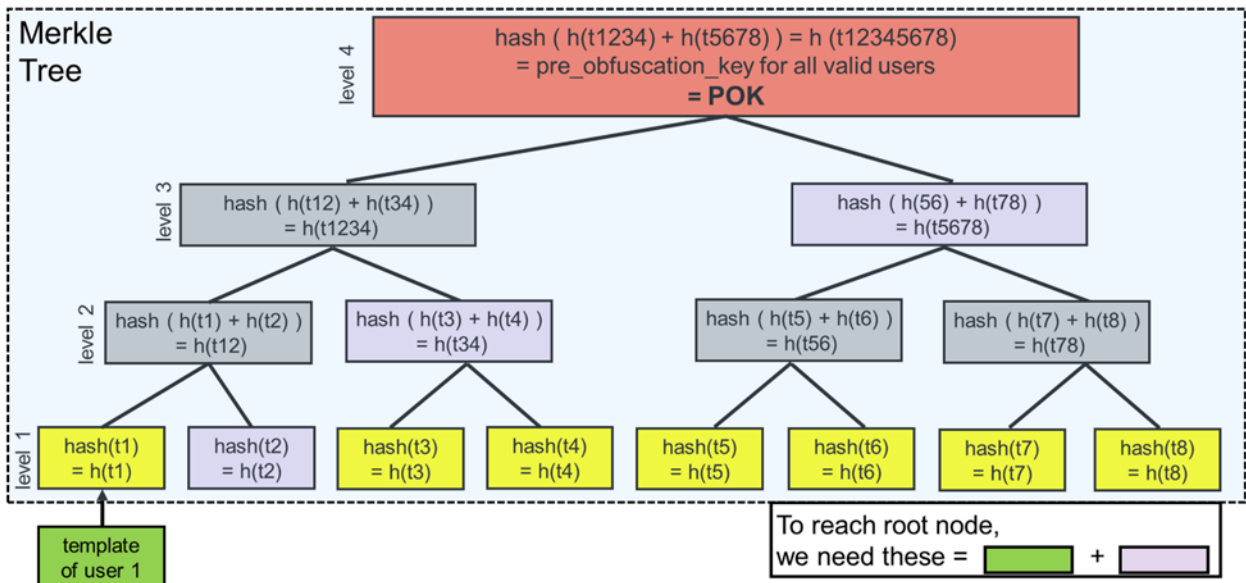 Merkle
Tree
level 4
hash ( h(t1234) + h(t5678) ) = h (t12345678)
= pre_obfuscation_key for all valid users
= POK
level 3
hash ( h(t12) + h(t34) )
= h(t1234)
hash ( h(56) + h(t78) )
= h(t5678)
level 2
hash ( h(t1) + h(t2) )
= h(t12)
hash ( h(t3) + h(t4) )
= h(t34)
hash ( h(t5) + h(t6) )
= h(t56)
hash ( h(t7) + h(t8) )
= h(t78)
level 1
hash(t1)
= h(t1)
hash(t2)
= h(t2)
hash(t3)
= h(t3)
hash(t4)
= h(t4)
hash(t5)
= h(t5)
hash(t6)
= h(t6)
hash(t7)
= h(t7)
hash(t8)
= h(t8)
template
of user 1
To reach root node,
we need these = +